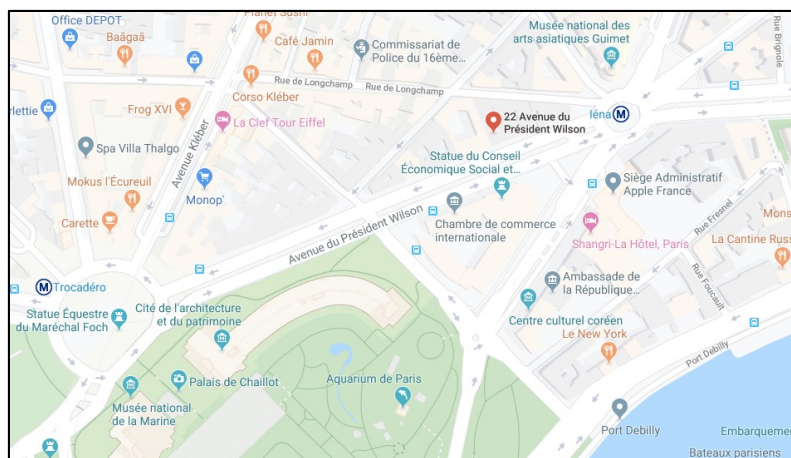 Planet Sushi
Office DEPOT
Baāgaā
Café Jamin
Commissariat de
Police du 16ème...
Musée national des
arts asiatiques Guimet
Rue Brignole
Rue de Longchamp
Rue de Longchamp
Corso Kléber
rlettie
Frog XVI
La Clef Tour Eiffel
22 Avenue du
Président Wilson
Iéna
M
Spa Villa Thalgo
Avenue Kléber
Statue du Conseil
Économique Social et...
Mokus l'Écureuil
Monop'
Siège Administratif
Apple France
Carette
Avenue du Président Wilson
Chambre de commerce
internationale
Rue Fresnel
Mons
Shangri-La Hôtel, Paris
La Cantine Russ
M
Trocadéro
Ambassade de
la République...
Rue Foucault
Statue Équestre
du Maréchal Foch
Cité de l'architecture
et du patrimoine
Centre culturel coréen
Le New York
Port Debilly
Palais de Chaillot
Aquarium de Paris
Musée national
de la Marine
Port Debilly
Embarqueme
Bateaux parisiens